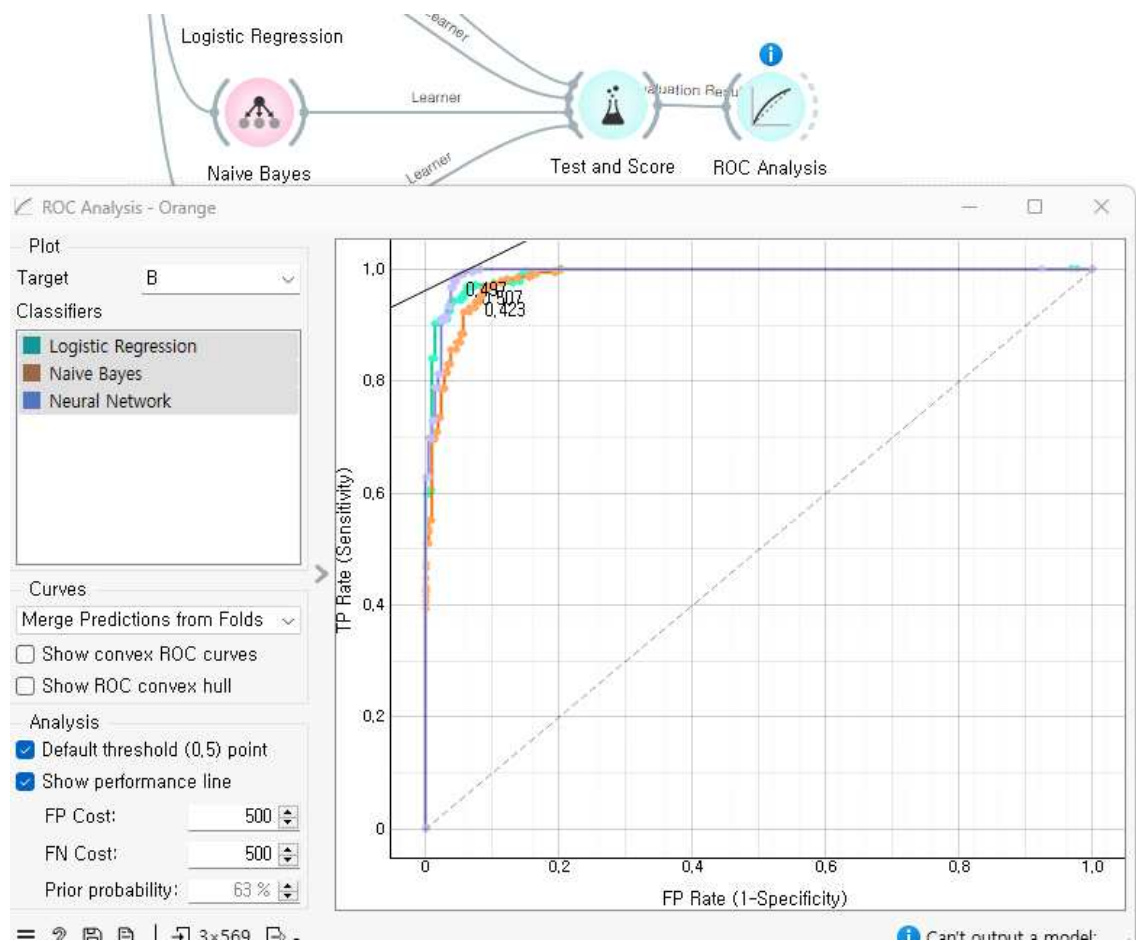 Logistic Regression
Learner
Learner
Naive Bayes
Learner
Test and Score
ROC Analysis
ROC Analysis - Orange
Plot
Target B
Classifiers
Logistic Regression
Naive Bayes
Neural Network
Curves
Merge Predictions from Folds
Show convex ROC curves
Show ROC convex hull
Analysis
Default threshold (0,5) point
Show performance line
FP Cost: 500
FN Cost: 500
Prior probability: 63 %
3×569
TP Rate (Sensitivity)
1,0
0,8
0,6
0,4
0,2
0
0,497
0,423
0
0,2
0,4
0,6
0,8
1,0
FP Rate (1-Specificity)
Can't output a model: